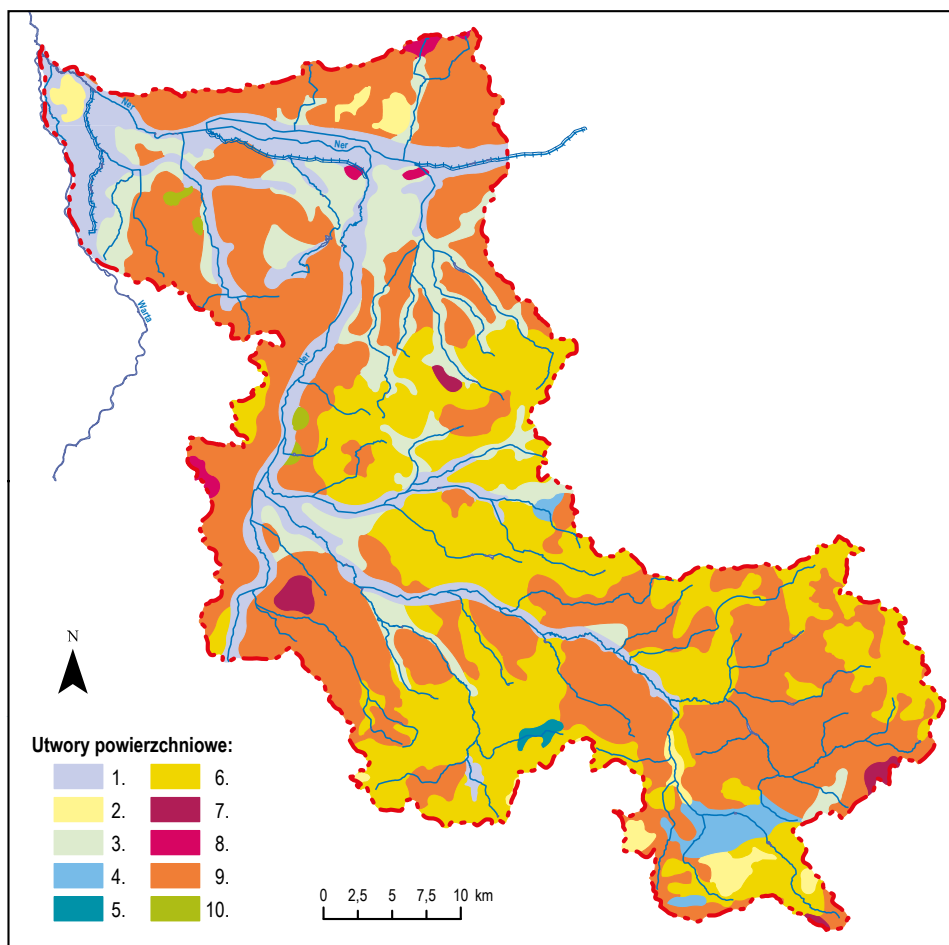 Ner
Ner
Warta
Ner
N
Utwory powierzchniowe:
1. 6.
2. 7.
3. 8.
4. 9.
5. 10.
0 2,5 5 7,5 10 km